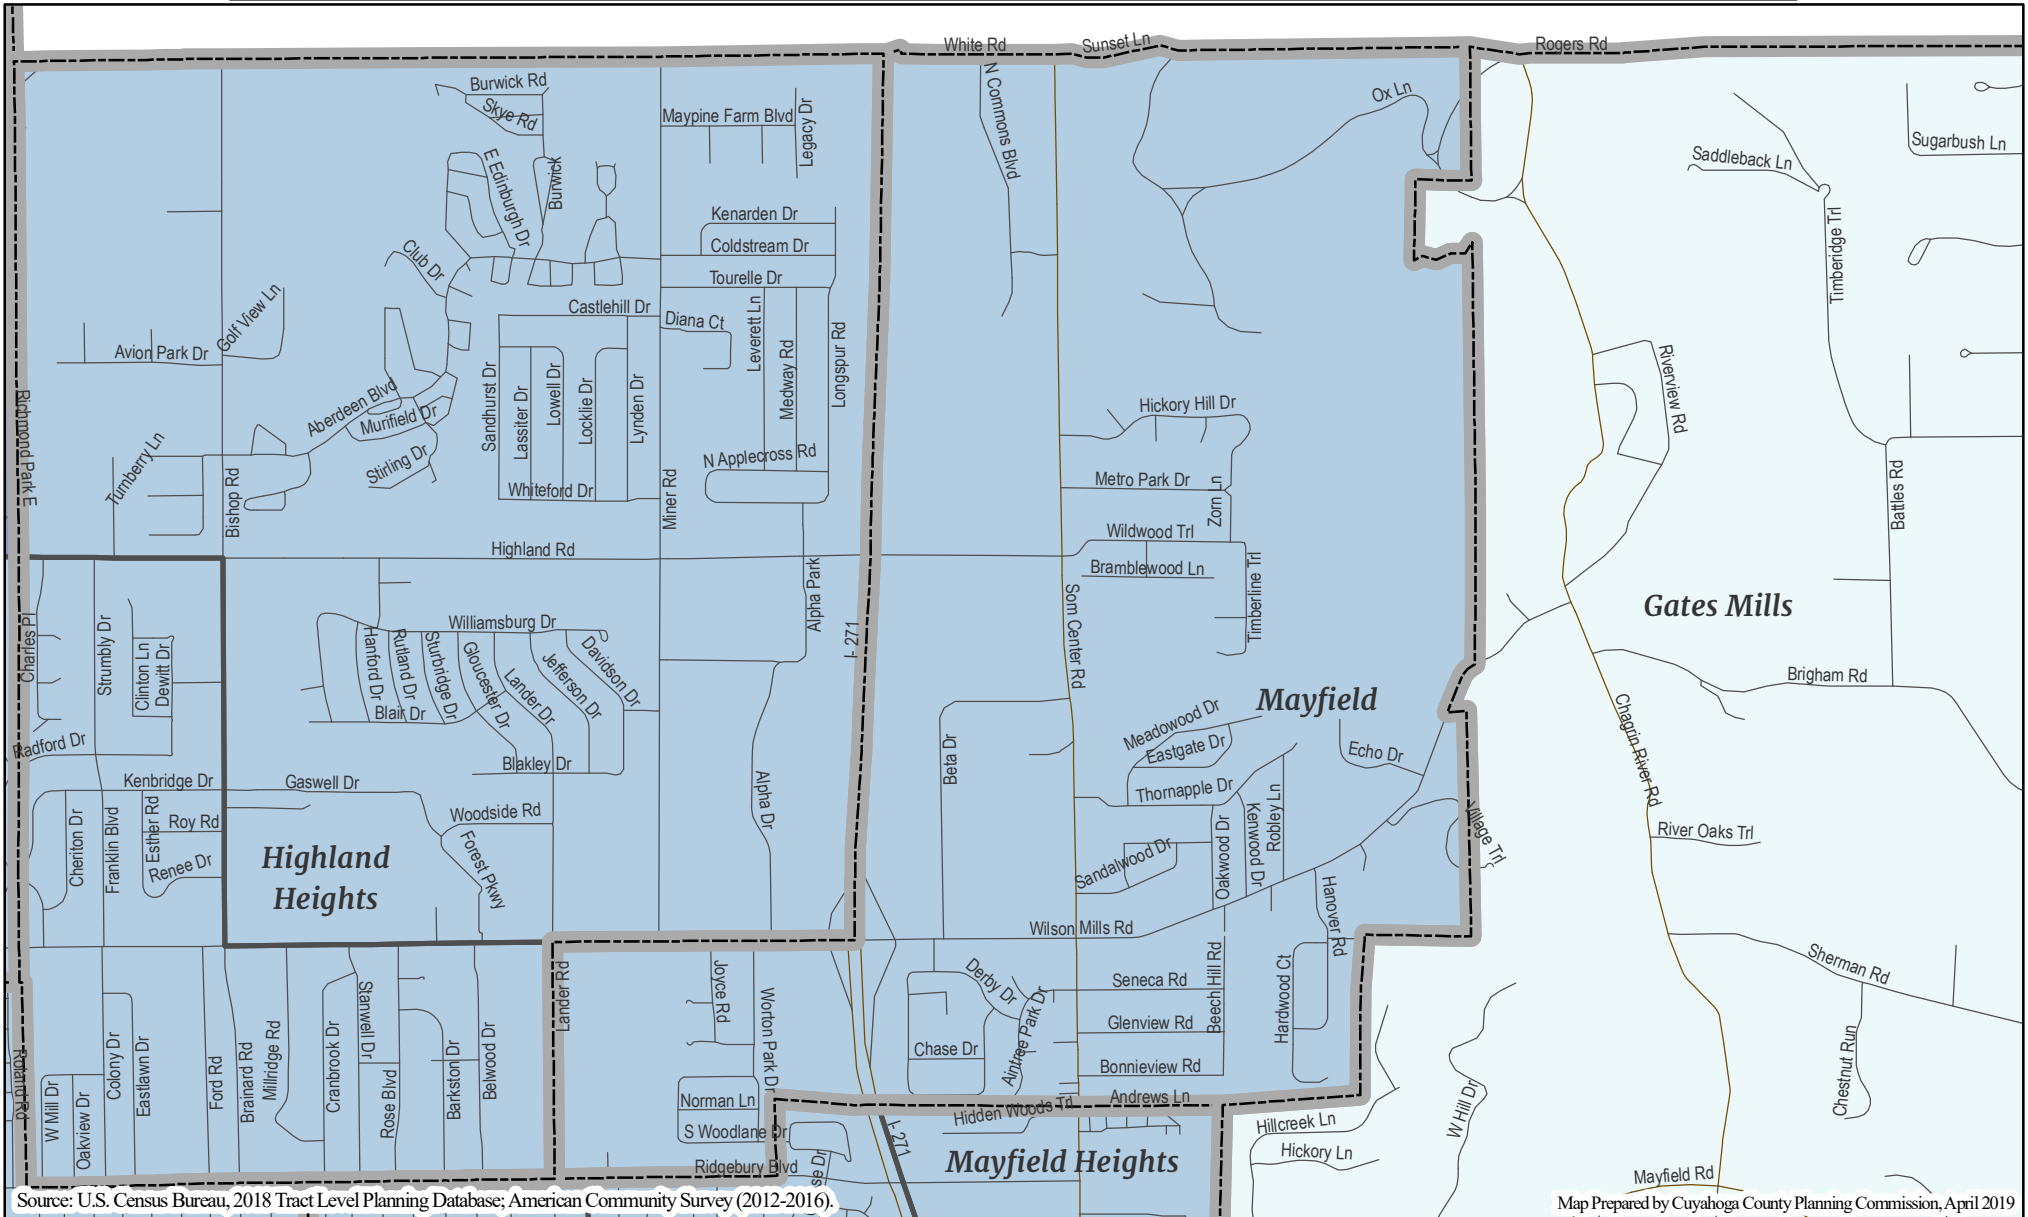 White Rd
Sunset Ln
Rogers Rd
Burwick Rd
Skye Rd
Maypine Farm Blvd
Legacy Dr
N Commons Blvd
Ox Ln
Sugarbush Ln
Saddleback Ln
E Edinburgh Dr
Burwick
Kenarden Dr
Coldstream Dr
Timberidge Trl
Club Dr
Tourelle Dr
Golf View Ln
Castlehill Dr
Diana Ct
Leverett Ln
Medway Rd
Longspur Rd
Avion Park Dr
Richmond Park E
Aberdeen Blvd
Murifield Dr
Stirling Dr
Sandhurst Dr
Lassiter Dr
Lowell Dr
Locklie Dr
Lynden Dr
Riverview Rd
Hickory Hill Dr
Turnberry Ln
Bishop Rd
Whiteford Dr
Miner Rd
N Applecross Rd
Metro Park Dr
Zorn Ln
Battles Rd
Wildwood Trl
Highland Rd
Bramblewood Ln
Timberline Trl
Alpha Park
I-271
Som Center Rd
Gates Mills
Charles Pl
Strumbly Dr
Clinton Ln
Dewitt Dr
Williamsburg Dr
Hanford Dr
Rutland Dr
Sturbridge Dr
Gloucester Dr
Lander Dr
Jefferson Dr
Davidson Dr
Blair Dr
Brigham Rd
Mayfield
Radford Dr
Meadowood Dr
Eastgate Dr
Echo Dr
Beta Dr
Chagrin River Rd
Blakley Dr
Kenbridge Dr
Gaswell Dr
Alpha Dr
Thornapple Dr
Woodside Rd
Forest Pkwy
Cheriton Dr
Franklin Blvd
Esther Rd
Roy Rd
Renee Dr
Kenwood Dr
Robley Ln
Oakwood Dr
Sandalwood Dr
Village Trl
River Oaks Trl
Highland
Heights
Hanover Rd
Wilson Mills Rd
Sherman Rd
Lander Rd
Joyce Rd
Worton Park Dr
Derby Dr
Aintree Park Dr
Seneca Rd
Beech Hill Rd
Hardwood Ct
Glenview Rd
Chase Dr
Bonnieview Rd
Andrews Ln
Hidden Woods Trl
Roland Rd
W Mill Dr
Oakview Dr
Colony Dr
Eastlawn Dr
Ford Rd
Brainard Rd
Millridge Rd
Cranbrook Dr
Stanwell Dr
Rose Blvd
Barkston Dr
Belwood Dr
Norman Ln
S Woodlane Dr
Ridgebury Blvd
I-271
Mayfield Heights
Hillcreek Ln
Hickory Ln
W Hill Dr
Chestnut Run
Mayfield Rd
Source: U.S. Census Bureau, 2018 Tract Level Planning Database; American Community Survey (2012-2016).
Map Prepared by Cuyahoga County Planning Commission, April 2019